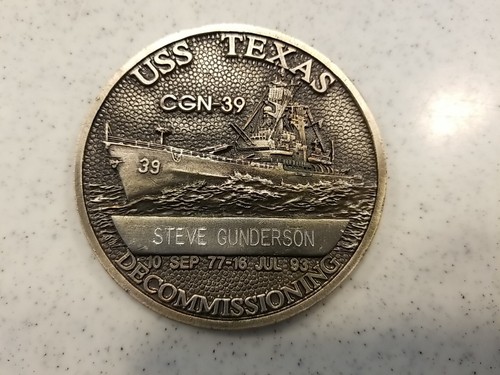 USS TEXAS
CGN-39
39
STEVE GUNDERSON
10 SEP 77-16 JUL 93
DECOMMISSIONING